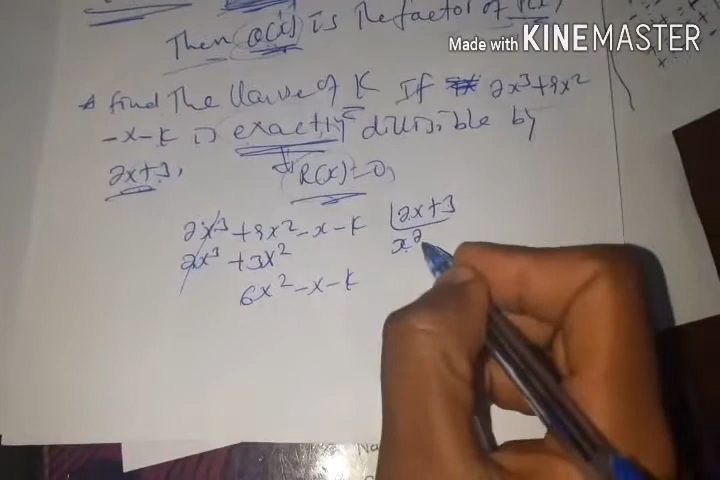 Then Q(x) is the factor of P(x)
Made with KINEMASTER
* find The Value of K If 2x³+9x²
-x-k is exactly divisible by
2x+3,
R(x)=0,
2x³+9x²-x-k |2x+3
2x³+3x² x²
6x²-x-k
Na